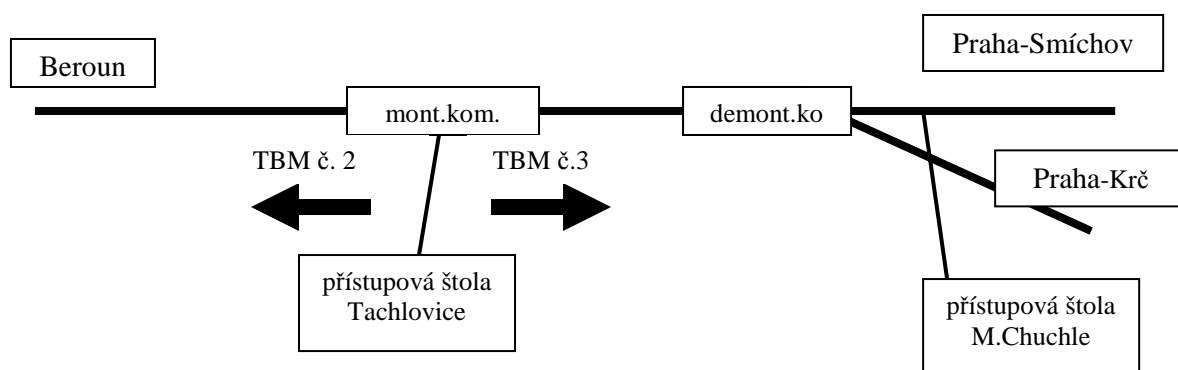 Praha-Smíchov
Beroun
mont.kom.
demont.ko
TBM č. 2
TBM č.3
Praha-Krč
přístupová štola
Tachlovice
přístupová štola
M.Chuchle